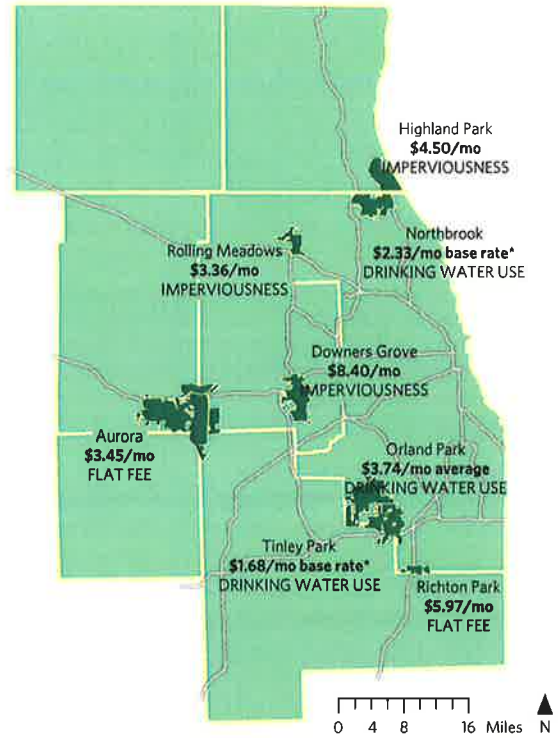 Highland Park
$4.50/mo
IMPERVIOUSNESS
Northbrook
$2.33/mo base rate*
DRINKING WATER USE
Rolling Meadows
$3.36/mo
IMPERVIOUSNESS
Downers Grove
$8.40/mo
IMPERVIOUSNESS
Aurora
$3.45/mo
FLAT FEE
Orland Park
$3.74/mo average
DRINKING WATER USE
Tinley Park
$1.68/mo base rate*
DRINKING WATER USE
Richton Park
$5.97/mo
FLAT FEE
0 4 8 16 Miles N